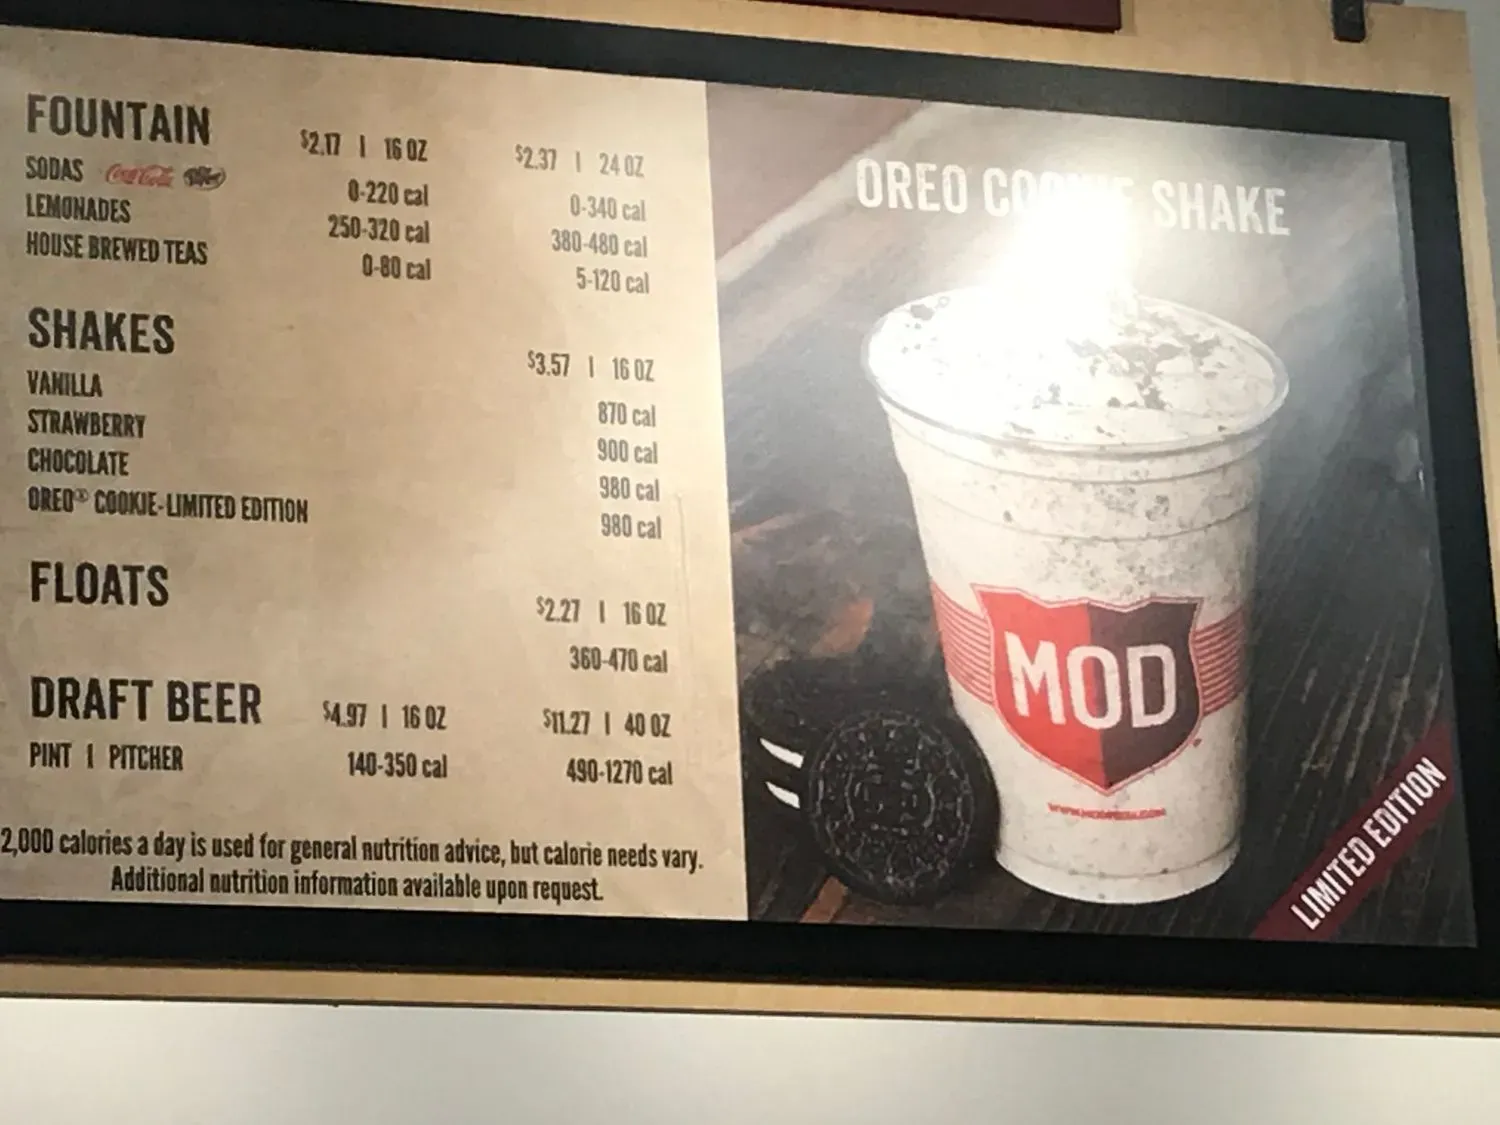 FOUNTAIN $2.17 | 16 OZ $2.37 | 24 OZ
SODAS Coca-Cola 0-220 cal 0-340 cal
LEMONADES 250-320 cal 380-480 cal
HOUSE BREWED TEAS 0-80 cal 5-120 cal
SHAKES $3.57 | 16 OZ
VANILLA 870 cal
STRAWBERRY 900 cal
CHOCOLATE 980 cal
OREO® COOKIE-LIMITED EDITION 980 cal
FLOATS $2.27 | 16 OZ
360-470 cal
DRAFT BEER $4.97 | 16 OZ $11.27 | 40 OZ
PINT | PITCHER 140-350 cal 490-1270 cal
2,000 calories a day is used for general nutrition advice, but calorie needs vary.
Additional nutrition information available upon request.
OREO COOKIE SHAKE
MOD
LIMITED EDITION